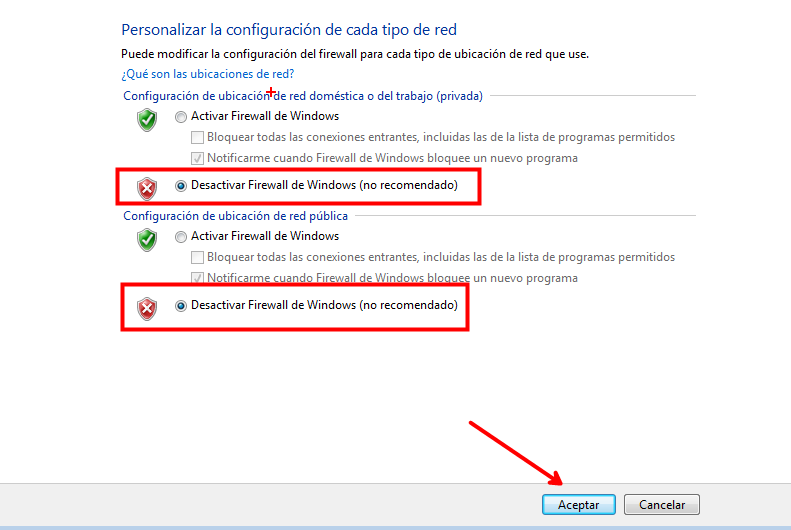 Personalizar la configuración de cada tipo de red
Puede modificar la configuración del firewall para cada tipo de ubicación de red que use.
¿Qué son las ubicaciones de red?
Configuración de ubicación de red doméstica o del trabajo (privada)
Activar Firewall de Windows
Bloquear todas las conexiones entrantes, incluidas las de la lista de programas permitidos
Notificarme cuando Firewall de Windows bloquee un nuevo programa
Desactivar Firewall de Windows (no recomendado)
Configuración de ubicación de red pública
Activar Firewall de Windows
Bloquear todas las conexiones entrantes, incluidas las de la lista de programas permitidos
Notificarme cuando Firewall de Windows bloquee un nuevo programa
Desactivar Firewall de Windows (no recomendado)
Aceptar
Cancelar